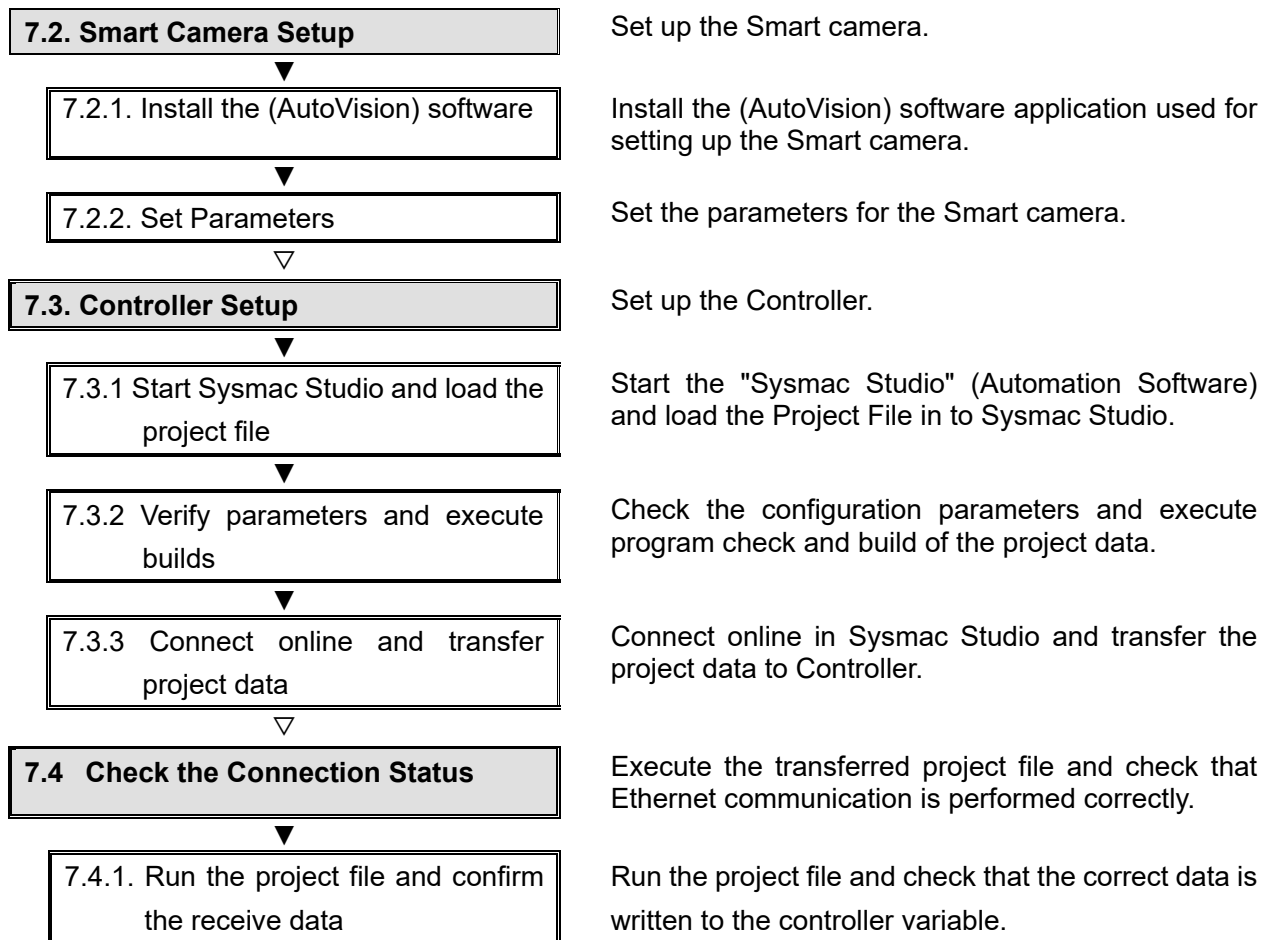 7.2. Smart Camera Setup
Set up the Smart camera.
▼
7.2.1. Install the (AutoVision) software
Install the (AutoVision) software application used for
setting up the Smart camera.
▼
7.2.2. Set Parameters
Set the parameters for the Smart camera.
▽
7.3. Controller Setup
Set up the Controller.
▼
7.3.1 Start Sysmac Studio and load the
project file
Start the "Sysmac Studio" (Automation Software)
and load the Project File in to Sysmac Studio.
▼
7.3.2 Verify parameters and execute
builds
Check the configuration parameters and execute
program check and build of the project data.
▼
7.3.3 Connect online and transfer
project data
Connect online in Sysmac Studio and transfer the
project data to Controller.
▽
7.4 Check the Connection Status
Execute the transferred project file and check that
Ethernet communication is performed correctly.
▼
7.4.1. Run the project file and confirm
the receive data
Run the project file and check that the correct data is
written to the controller variable.